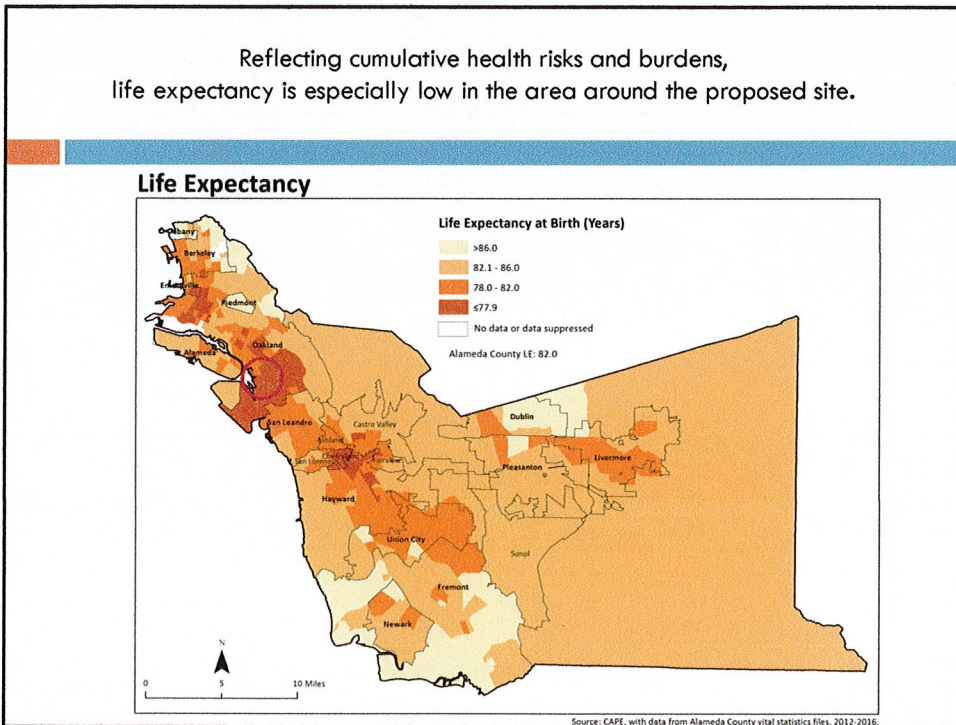 Reflecting cumulative health risks and burdens,
life expectancy is especially low in the area around the proposed site.
Life Expectancy
Life Expectancy at Birth (Years)
>86.0
82.1 - 86.0
78.0 - 82.0
≤77.9
No data or data suppressed
Alameda County LE: 82.0
Albany
Berkeley
Emeryville
Piedmont
Oakland
Alameda
San Leandro
Castro Valley
Ashland
Cherryland
Fairview
San Lorenzo
Hayward
Union City
Fremont
Newark
Sunol
Dublin
Pleasanton
Livermore
N
0 5 10 Miles
Source: CAPE, with data from Alameda County vital statistics files, 2012-2016.